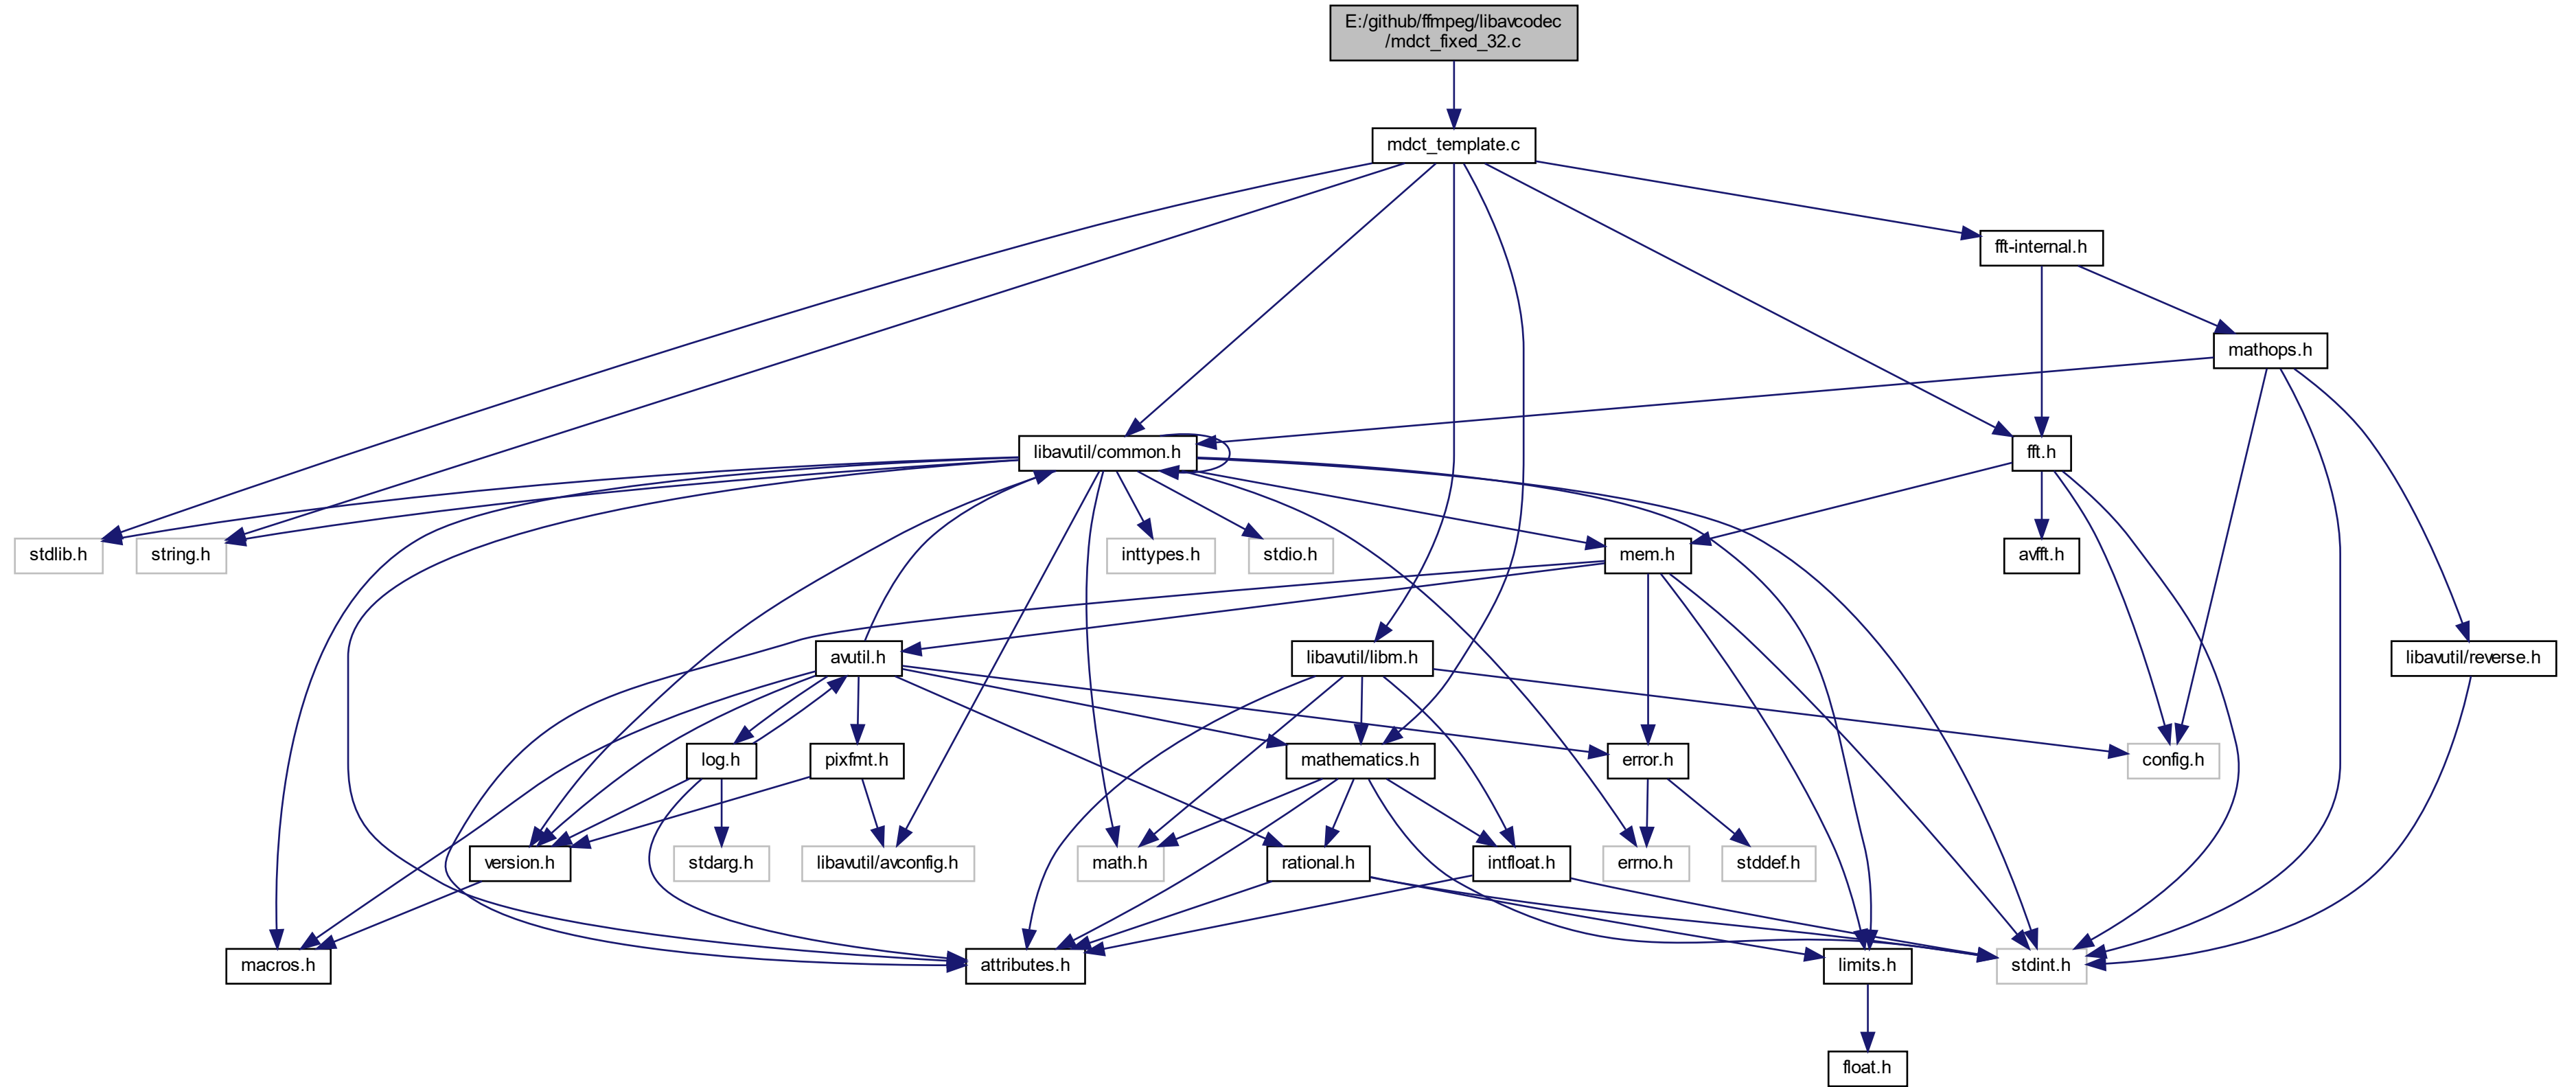 E:/github/ffmpeg/libavcodec
/mdct_fixed_32.c
mdct_template.c
fft-internal.h
mathops.h
libavutil/common.h
fft.h
stdlib.h
string.h
inttypes.h
stdio.h
mem.h
avfft.h
avutil.h
libavutil/libm.h
libavutil/reverse.h
log.h
pixfmt.h
mathematics.h
error.h
config.h
version.h
stdarg.h
libavutil/avconfig.h
math.h
rational.h
intfloat.h
errno.h
stddef.h
macros.h
attributes.h
limits.h
stdint.h
float.h